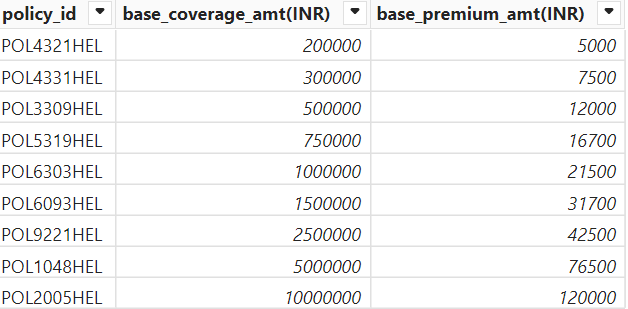 policy_id base_coverage_amt(INR) base_premium_amt(INR)
POL4321HEL 200000 5000
POL4331HEL 300000 7500
POL3309HEL 500000 12000
POL5319HEL 750000 16700
POL6303HEL 1000000 21500
POL6093HEL 1500000 31700
POL9221HEL 2500000 42500
POL1048HEL 5000000 76500
POL2005HEL 10000000 120000